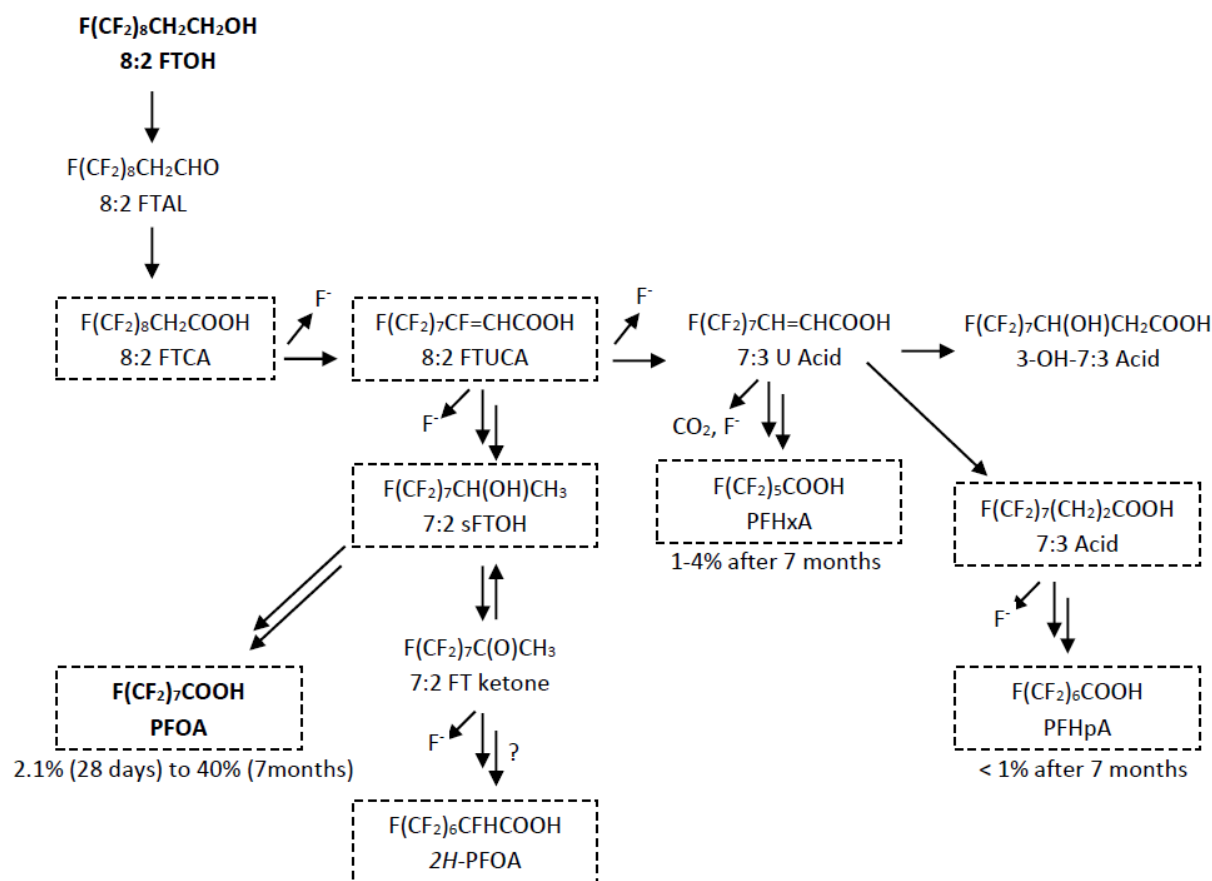 F(CF₂)₈CH₂CH₂OH
8:2 FTOH
F(CF₂)₈CH₂CHO
8:2 FTAL
F(CF₂)₈CH₂COOH
8:2 FTCA
F⁻
F(CF₂)₇CF=CHCOOH
8:2 FTUCA
F⁻
F(CF₂)₇CH=CHCOOH
7:3 U Acid
F(CF₂)₇CH(OH)CH₂COOH
3-OH-7:3 Acid
F⁻
CO₂, F⁻
F(CF₂)₇CH(OH)CH₃
7:2 sFTOH
F(CF₂)₅COOH
PFHxA
1-4% after 7 months
F(CF₂)₇(CH₂)₂COOH
7:3 Acid
F⁻
F(CF₂)₇C(O)CH₃
7:2 FT ketone
F(CF₂)₇COOH
PFOA
2.1% (28 days) to 40% (7months)
F⁻
?
F(CF₂)₆COOH
PFHpA
< 1% after 7 months
F(CF₂)₆CFHCOOH
2H-PFOA